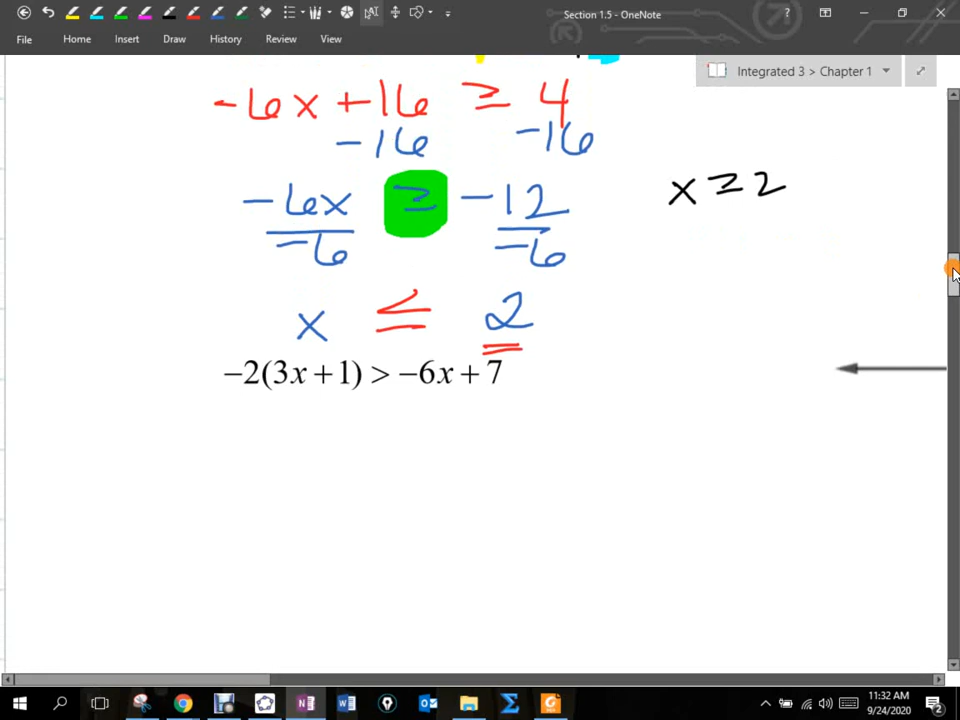 Section 1.5 - OneNote
File Home Insert Draw History Review View
Integrated 3 > Chapter 1
-6x +16 ≥ 4
-16 -16
-6x ≥ -12
-6 -6
x ≥ 2
x ≤ 2
−2(3x + 1) > −6x + 7
11:32 AM
9/24/2020
2